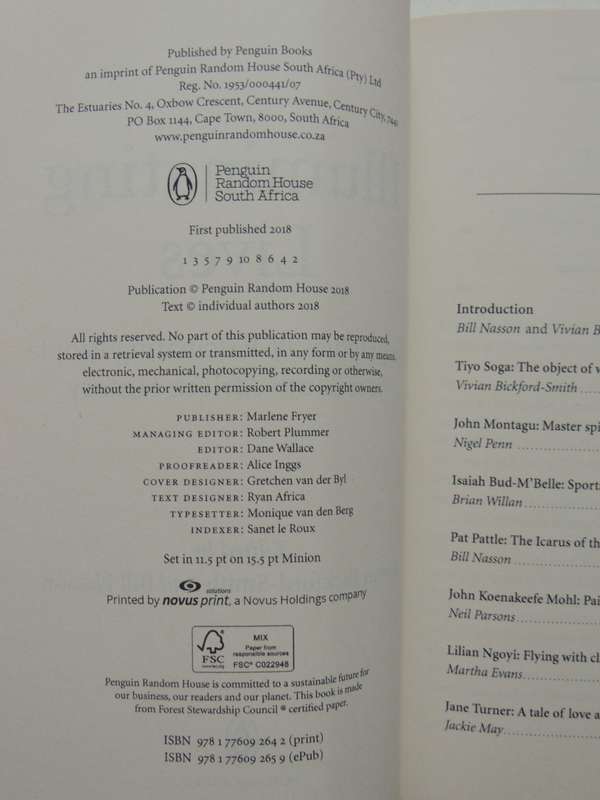 Published by Penguin Books
an imprint of Penguin Random House South Africa (Pty) Ltd
Reg. No. 1953/000441/07
The Estuaries No. 4, Oxbow Crescent, Century Avenue, Century City,
PO Box 1144, Cape Town, 8000, South Africa
www.penguinrandomhouse.co.za
Penguin
Random House
South Africa
First published 2018
1 3 5 7 9 10 8 6 4 2
Publication © Penguin Random House 2018
Text © individual authors 2018
All rights reserved. No part of this publication may be reproduced,
stored in a retrieval system or transmitted, in any form or by any means,
electronic, mechanical, photocopying, recording or otherwise,
without the prior written permission of the copyright owners.
PUBLISHER: Marlene Fryer
MANAGING EDITOR: Robert Plummer
EDITOR: Dane Wallace
PROOFREADER: Alice Inggs
COVER DESIGNER: Gretchen van der Byl
TEXT DESIGNER: Ryan Africa
TYPESETTER: Monique van den Berg
INDEXER: Sanet le Roux
Set in 11.5 pt on 15.5 pt Minion
solutions
Printed by novus print, a Novus Holdings company
FSC
www.fsc.org
MIX
Paper from
responsible sources
FSC® C022948
Penguin Random House is committed to a sustainable future for
our business, our readers and our planet. This book is made
from Forest Stewardship Council ® certified paper.
ISBN 978 1 77609 264 2 (print)
ISBN 978 1 77609 265 9 (ePub)
Introduction
Bill Nasson and Vivian B
Tiyo Soga: The object of
Vivian Bickford-Smith
John Montagu: Master spi
Nigel Penn
Isaiah Bud-M'Belle: Sports
Brian Willan
Pat Pattle: The Icarus of th
Bill Nasson
John Koenakeefe Mohl: Pai
Neil Parsons
Lilian Ngoyi: Flying with cl
Martha Evans
Jane Turner: A tale of love a
Jackie May